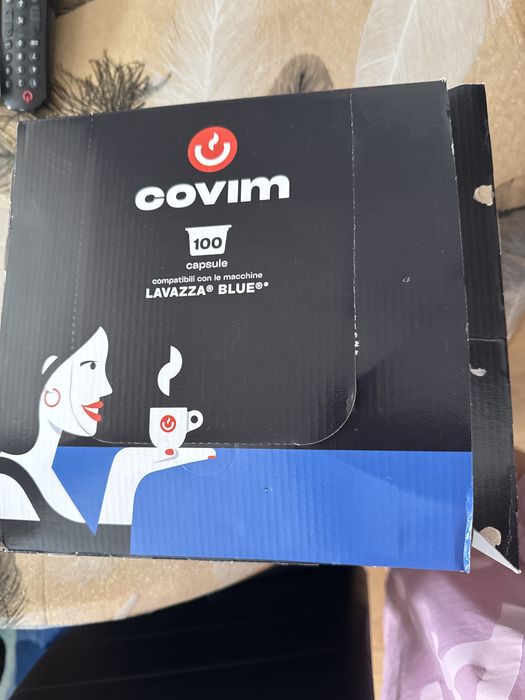 covim
100
capsule
compatibili con le macchine
LAVAZZA® BLUE®*